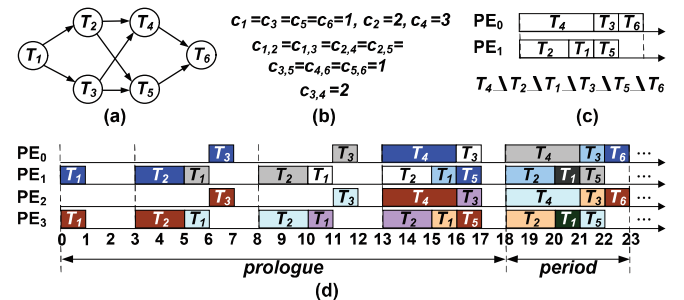 T2 T4
T1 T6
T3 T5
(a)
c1=c3=c5=c6=1, c2=2, c4=3
c1,2=c1,3=c2,4=c2,5=
c3,5=c4,6=c5,6=1
c3,4=2
(b)
PE0 T4 T3 T6
PE1 T2 T1 T5
T4\T2\T1\T3\T5\T6
(c)
PE0 T3 T3 T4 T3 T4 T3 T6 ...
PE1 T1 T2 T1 T2 T1 T2 T1 T5 T2 T1 T5 ...
PE2 T3 T3 T4 T3 T4 T3 T6 ...
PE3 T1 T2 T1 T2 T1 T2 T1 T5 T2 T1 T5 ...
0 1 2 3 4 5 6 7 8 9 10 11 12 13 14 15 16 17 18 19 20 21 22 23
prologue period
(d)